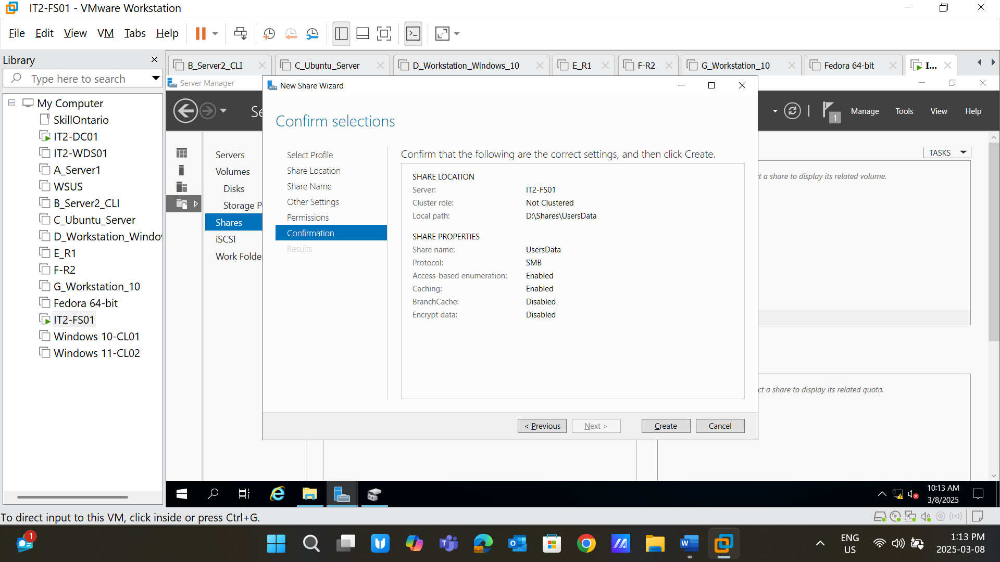 IT2-FS01 - VMware Workstation
File Edit View VM Tabs Help
Library
Type here to search
My Computer
SkillOntario
IT2-DC01
IT2-WDS01
A_Server1
WSUS
B_Server2_CLI
C_Ubuntu_Server
D_Workstation_Windo
E_R1
F-R2
G_Workstation_10
Fedora 64-bit
IT2-FS01
Windows 10-CL01
Windows 11-CL02
B_Server2_CLI
C_Ubuntu_Server
D_Workstation_Windows_10
E_R1
F-R2
G_Workstation_10
Fedora 64-bit
I...
Server Manager
Se
1
Manage Tools View Help
Servers
Volumes
Disks
Storage P
Shares
iSCSI
Work Folde
New Share Wizard
Confirm selections
Select Profile
Share Location
Share Name
Other Settings
Permissions
Confirmation
Results
Confirm that the following are the correct settings, and then click Create.
SHARE LOCATION
Server: IT2-FS01
Cluster role: Not Clustered
Local path: D:\Shares\UsersData
SHARE PROPERTIES
Share name: UsersData
Protocol: SMB
Access-based enumeration: Enabled
Caching: Enabled
BranchCache: Disabled
Encrypt data: Disabled
< Previous Next > Create Cancel
TASKS
t a share to display its related volume.
ct a share to display its related quota.
10:13 AM
3/8/2025
To direct input to this VM, click inside or press Ctrl+G.
1
ENG
US
1:13 PM
2025-03-08